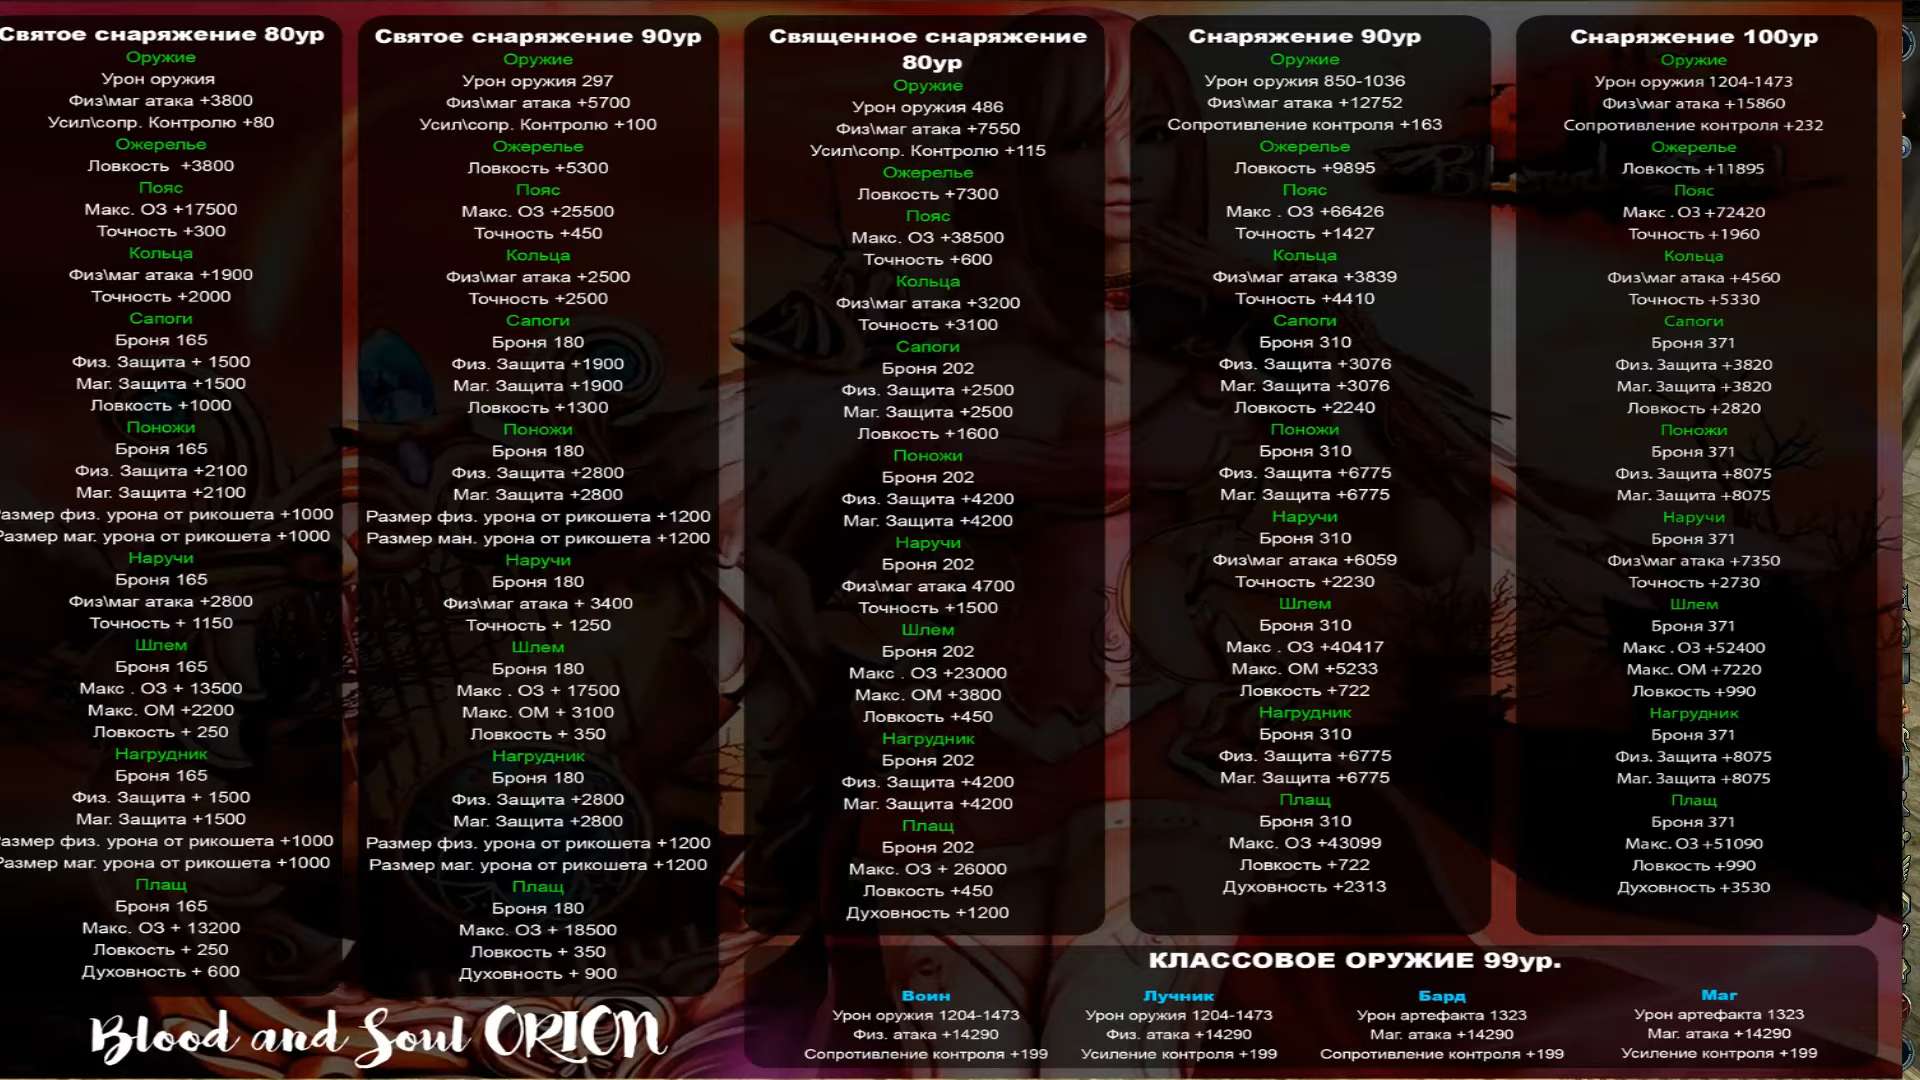 Святое снаряжение 80ур
Оружие
Урон оружия
Физ\маг атака +3800
Усил\сопр. Контролю +80
Ожерелье
Ловкость +3800
Пояс
Макс. ОЗ +17500
Точность +300
Кольца
Физ\маг атака +1900
Точность +2000
Сапоги
Броня 165
Физ. Защита + 1500
Маг. Защита +1500
Ловкость +1000
Поножи
Броня 165
Физ. Защита +2100
Маг. Защита +2100
азмер физ. урона от рикошета +1000
Размер маг. урона от рикошета +1000
Наручи
Броня 165
Физ\маг атака +2800
Точность + 1150
Шлем
Броня 165
Макс . ОЗ + 13500
Макс. ОМ +2200
Ловкость + 250
Нагрудник
Броня 165
Физ. Защита + 1500
Маг. Защита +1500
азмер физ. урона от рикошета +1000
Размер маг. урона от рикошета +1000
Плащ
Броня 165
Макс. ОЗ + 13200
Ловкость + 250
Духовность + 600
Святое снаряжение 90ур
Оружие
Урон оружия 297
Физ\маг атака +5700
Усил\сопр. Контролю +100
Ожерелье
Ловкость +5300
Пояс
Макс. ОЗ +25500
Точность +450
Кольца
Физ\маг атака +2500
Точность +2500
Сапоги
Броня 180
Физ. Защита +1900
Маг. Защита +1900
Ловкость +1300
Поножи
Броня 180
Физ. Защита +2800
Маг. Защита +2800
Размер физ. урона от рикошета +1200
Размер ман. урона от рикошета +1200
Наручи
Броня 180
Физ\маг атака + 3400
Точность + 1250
Шлем
Броня 180
Макс . ОЗ + 17500
Макс. ОМ + 3100
Ловкость + 350
Нагрудник
Броня 180
Физ. Защита +2800
Маг. Защита +2800
Размер физ. урона от рикошета +1200
Размер маг. урона от рикошета +1200
Плащ
Броня 180
Макс. ОЗ + 18500
Ловкость + 350
Духовность + 900
Священное снаряжение
80ур
Оружие
Урон оружия 486
Физ\маг атака +7550
Усил\сопр. Контролю +115
Ожерелье
Ловкость +7300
Пояс
Макс. ОЗ +38500
Точность +600
Кольца
Физ\маг атака +3200
Точность +3100
Сапоги
Броня 202
Физ. Защита +2500
Маг. Защита +2500
Ловкость +1600
Поножи
Броня 202
Физ. Защита +4200
Маг. Защита +4200
Наручи
Броня 202
Физ\маг атака 4700
Точность +1500
Шлем
Броня 202
Макс . ОЗ +23000
Макс. ОМ +3800
Ловкость +450
Нагрудник
Броня 202
Физ. Защита +4200
Маг. Защита +4200
Плащ
Броня 202
Макс. ОЗ + 26000
Ловкость +450
Духовность +1200
Снаряжение 90ур
Оружие
Урон оружия 850-1036
Физ\маг атака +12752
Сопротивление контроля +163
Ожерелье
Ловкость +9895
Пояс
Макс . ОЗ +66426
Точность +1427
Кольца
Физ\маг атака +3839
Точность +4410
Сапоги
Броня 310
Физ. Защита +3076
Маг. Защита +3076
Ловкость +2240
Поножи
Броня 310
Физ. Защита +6775
Маг. Защита +6775
Наручи
Броня 310
Физ\маг атака +6059
Точность +2230
Шлем
Броня 310
Макс . ОЗ +40417
Макс. ОМ +5233
Ловкость +722
Нагрудник
Броня 310
Физ. Защита +6775
Маг. Защита +6775
Плащ
Броня 310
Макс. ОЗ +43099
Ловкость +722
Духовность +2313
Снаряжение 100ур
Оружие
Урон оружия 1204-1473
Физ\маг атака +15860
Сопротивление контроля +232
Ожерелье
Ловкость +11895
Пояс
Макс . ОЗ +72420
Точность +1960
Кольца
Физ\маг атака +4560
Точность +5330
Сапоги
Броня 371
Физ. Защита +3820
Маг. Защита +3820
Ловкость +2820
Поножи
Броня 371
Физ. Защита +8075
Маг. Защита +8075
Наручи
Броня 371
Физ\маг атака +7350
Точность +2730
Шлем
Броня 371
Макс . ОЗ +52400
Макс. ОМ +7220
Ловкость +990
Нагрудник
Броня 371
Физ. Защита +8075
Маг. Защита +8075
Плащ
Броня 371
Макс. ОЗ +51090
Ловкость +990
Духовность +3530
КЛАССОВОЕ ОРУЖИЕ 99ур.
Воин
Урон оружия 1204-1473
Физ. атака +14290
Сопротивление контроля +199
Лучник
Урон оружия 1204-1473
Физ. атака +14290
Усиление контроля +199
Бард
Урон артефакта 1323
Маг. атака +14290
Сопротивление контроля +199
Маг
Урон артефакта 1323
Маг. атака +14290
Усиление контроля +199
Blood and Soul ORION